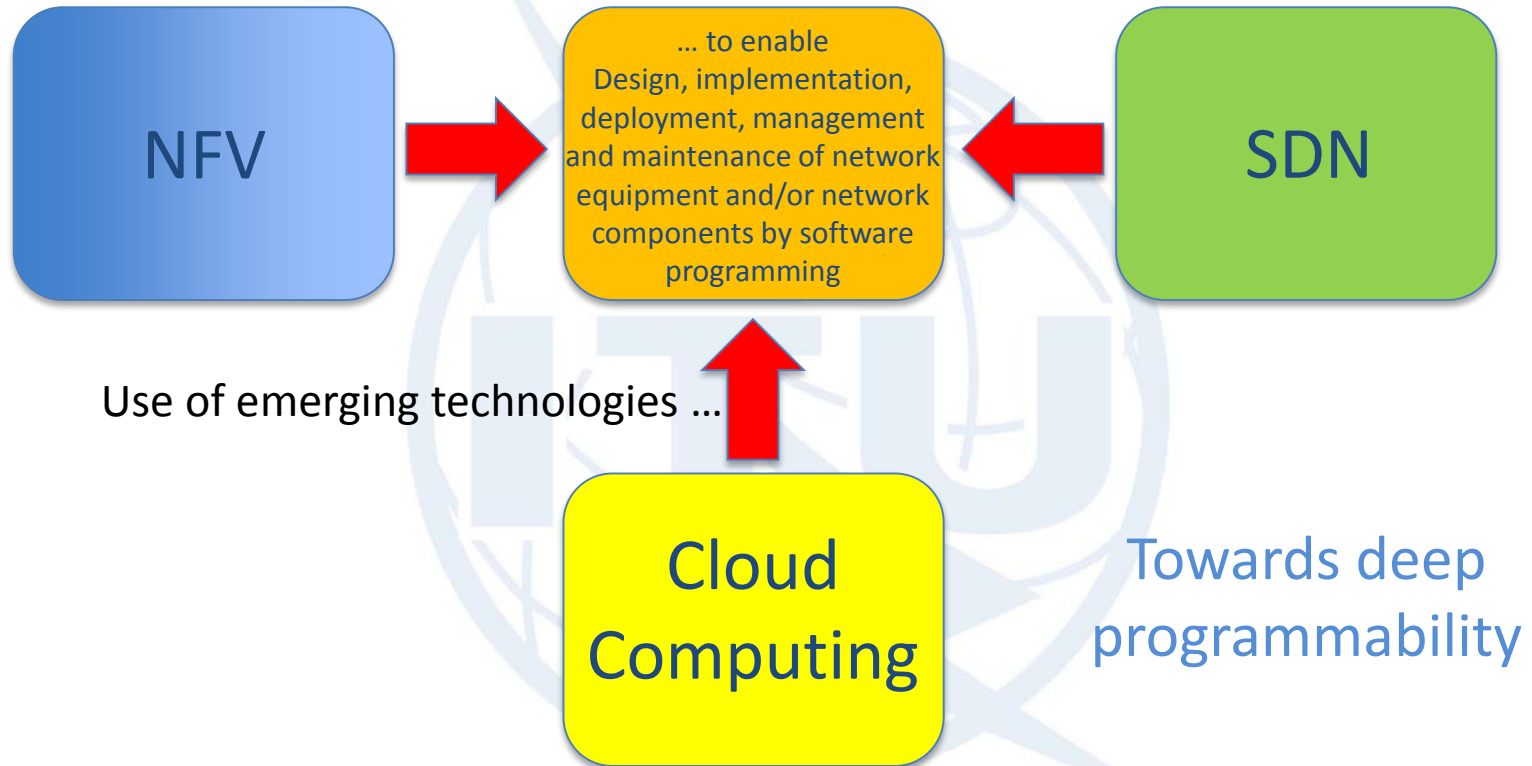 NFV
… to enable
Design, implementation,
deployment, management
and maintenance of network
equipment and/or network
components by software
programming
SDN
Use of emerging technologies …
Cloud
Computing
Towards deep
programmability
ITU